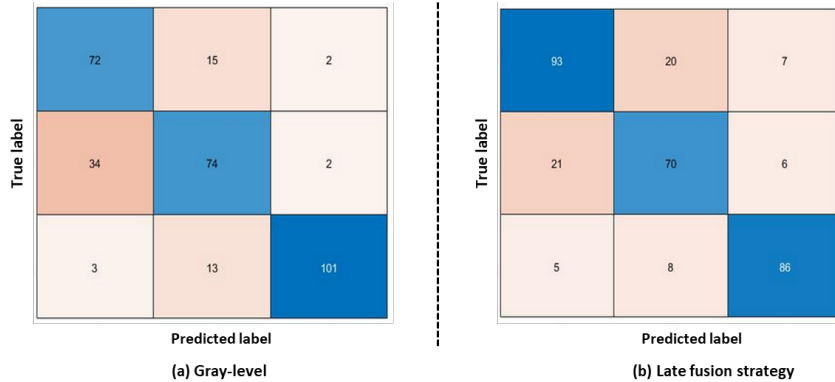 72 15 2
34 74 2
3 13 101
True label
Predicted label
(a) Gray-level
93 20 7
21 70 6
5 8 86
True label
Predicted label
(b) Late fusion strategy